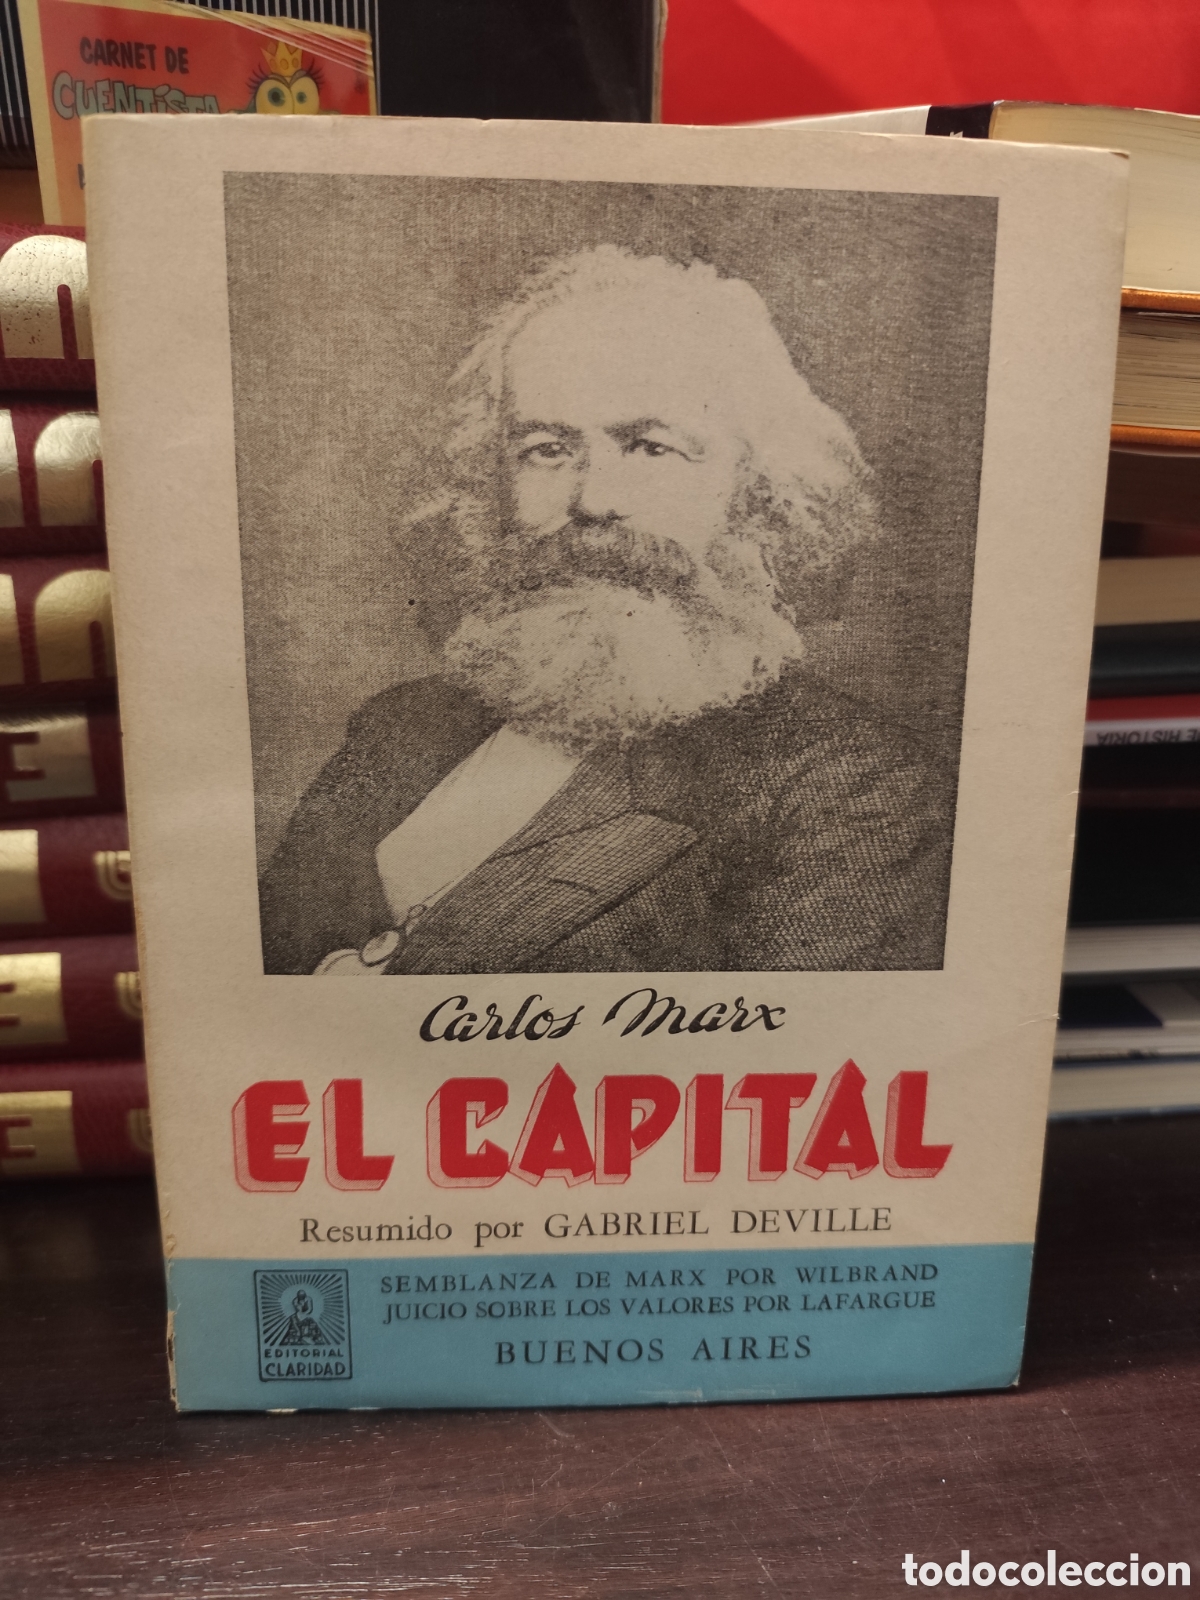 CARNET DE
CUENTISTA
Carlos Marx
EL CAPITAL
Resumido por GABRIEL DEVILLE
SEMBLANZA DE MARX POR WILBRAND
JUICIO SOBRE LOS VALORES POR LAFARGUE
BUENOS AIRES
EDITORIAL
CLARIDAD
HISTORIA
todocoleccion